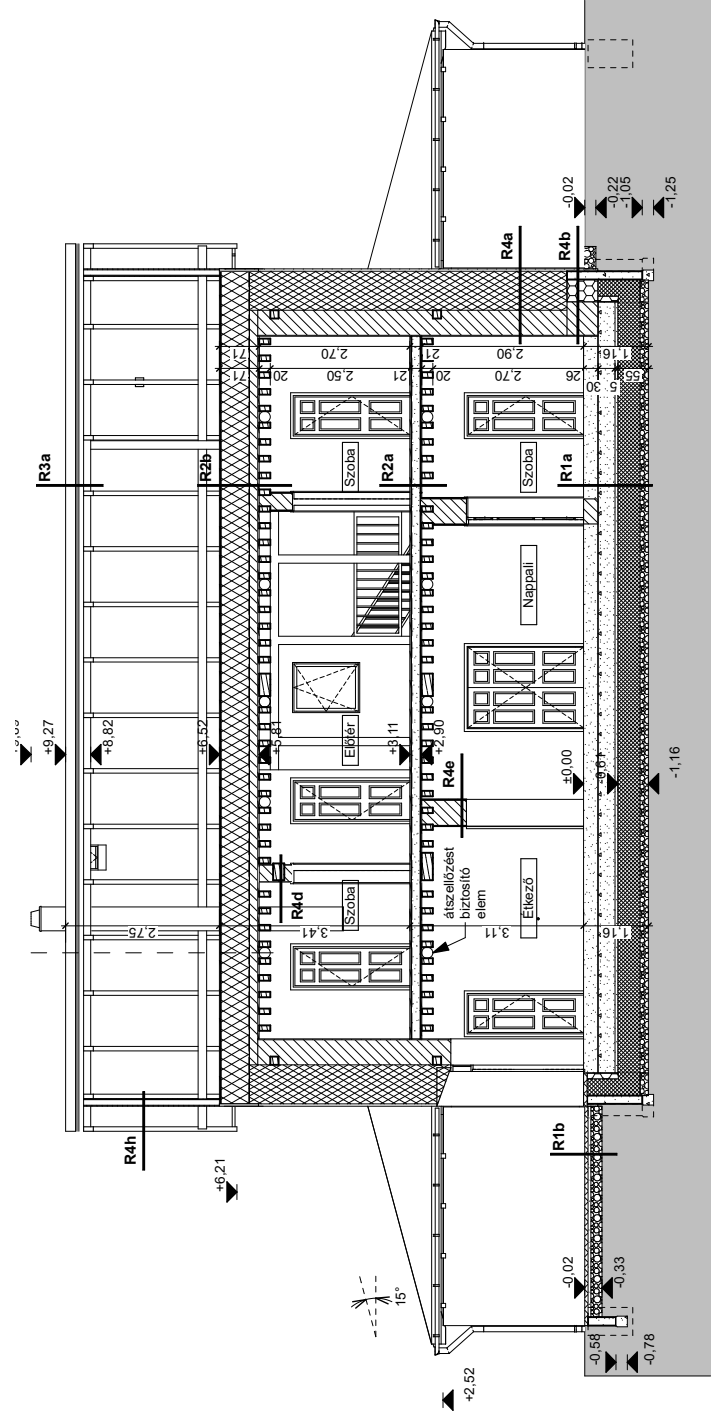 +9,27
+8,82
+6,52
+5,81
+3,11
+2,90
±0,00
-0,61
-1,16
R3a
R2b
R2a
R1a
R4a
R4b
R4d
R4e
R4h
R1b
Szoba
Előtér
Szoba
Étkező
Nappali
Szoba
átszellőzést
biztosító
elem
2,75
3,41
3,11
1,16
71
2,70
21
2,90
1,16
71
20
2,50
21
20
2,70
26
30
5
55
-0,02
-0,22
-1,05
-1,25
+6,21
15°
+2,52
-0,02
-0,33
-0,58
-0,78